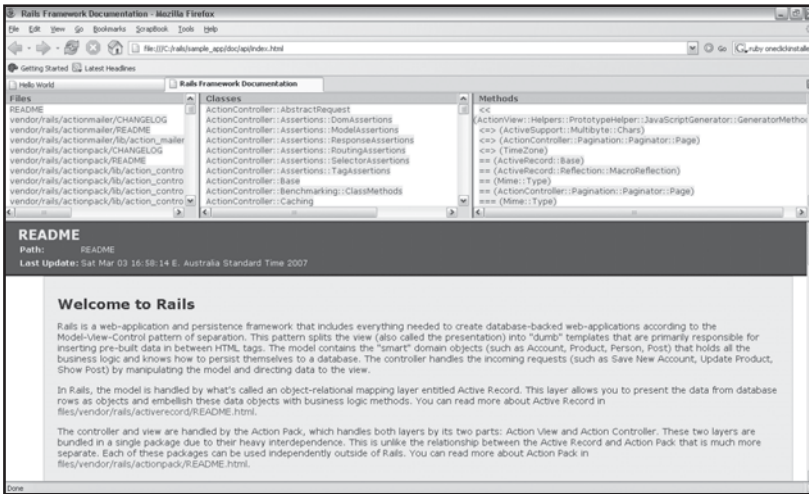 Rails Framework Documentation - Mozilla Firefox
File Edit View Go Bookmarks ScrapBook Tools Help
file:///C:/rails/sample_app/doc/api/index.html
Go
ruby oneclickinstalle
Getting Started Latest Headlines
Hello World
Rails Framework Documentation
Files
README
vendor/rails/actionmailer/CHANGELOG
vendor/rails/actionmailer/README
vendor/rails/actionmailer/lib/action_mailer
vendor/rails/actionpack/CHANGELOG
vendor/rails/actionpack/README
vendor/rails/actionpack/lib/action_contro
vendor/rails/actionpack/lib/action_contro
vendor/rails/actionpack/lib/action_contro
Classes
ActionController::AbstractRequest
ActionController::Assertions::DomAssertions
ActionController::Assertions::ModelAssertions
ActionController::Assertions::ResponseAssertions
ActionController::Assertions::RoutingAssertions
ActionController::Assertions::SelectorAssertions
ActionController::Assertions::TagAssertions
ActionController::Base
ActionController::Benchmarking::ClassMethods
ActionController::Caching
Methods
<<
(ActionView::Helpers::PrototypeHelper::JavaScriptGenerator::GeneratorMethod
<=> (ActiveSupport::Multibyte::Chars)
<=> (ActionController::Pagination::Paginator::Page)
<=> (TimeZone)
== (ActiveRecord::Base)
== (ActiveRecord::Reflection::MacroReflection)
== (Mime::Type)
== (ActionController::Pagination::Paginator::Page)
=== (Mime::Type)
README
Path: README
Last Update: Sat Mar 03 16:58:14 E. Australia Standard Time 2007
Welcome to Rails
Rails is a web-application and persistence framework that includes everything needed to create database-backed web-applications according to the
Model-View-Control pattern of separation. This pattern splits the view (also called the presentation) into "dumb" templates that are primarily responsible for
inserting pre-built data in between HTML tags. The model contains the "smart" domain objects (such as Account, Product, Person, Post) that holds all the
business logic and knows how to persist themselves to a database. The controller handles the incoming requests (such as Save New Account, Update Product,
Show Post) by manipulating the model and directing data to the view.
In Rails, the model is handled by what's called an object-relational mapping layer entitled Active Record. This layer allows you to present the data from database
rows as objects and embellish these data objects with business logic methods. You can read more about Active Record in
files/vendor/rails/activerecord/README.html.
The controller and view are handled by the Action Pack, which handles both layers by its two parts: Action View and Action Controller. These two layers are
bundled in a single package due to their heavy interdependence. This is unlike the relationship between the Active Record and Action Pack that is much more
separate. Each of these packages can be used independently outside of Rails. You can read more about Action Pack in
files/vendor/rails/actionpack/README.html.
Done